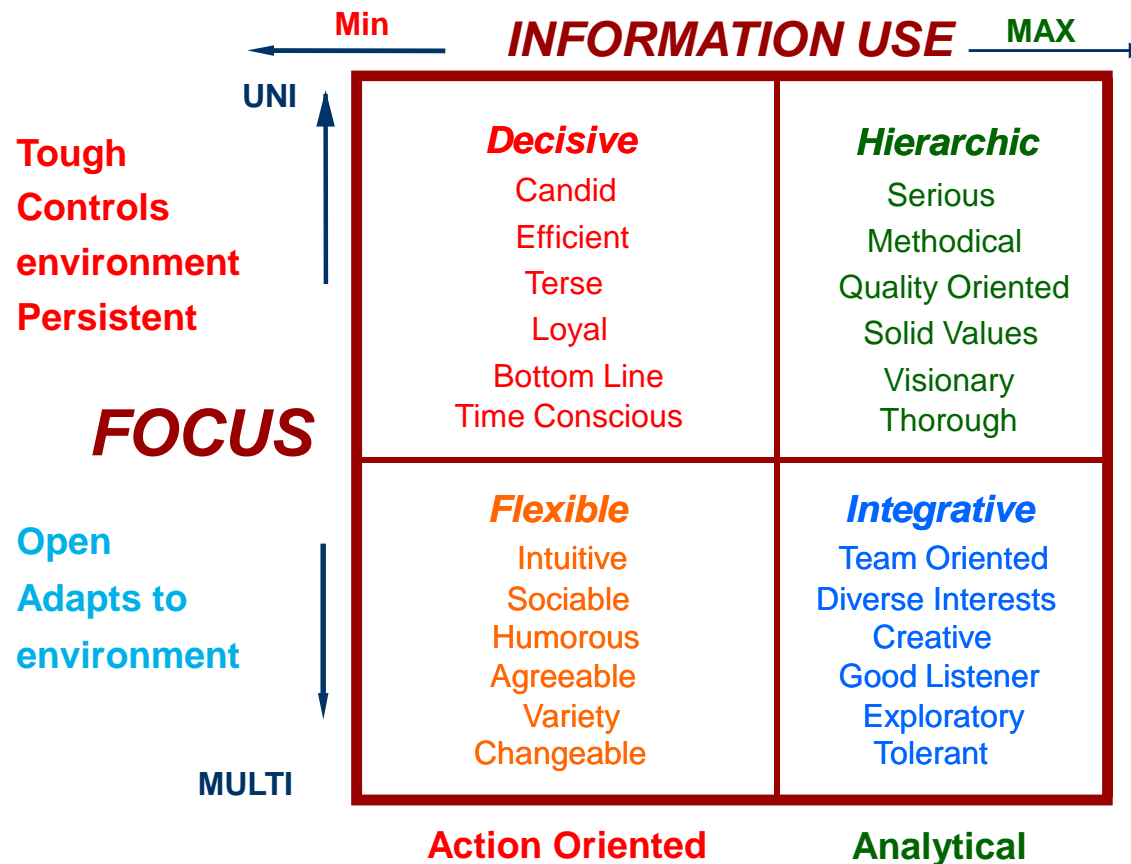 Min
INFORMATION USE
MAX
UNI
Tough
Controls
environment
Persistent
Decisive
Candid
Efficient
Terse
Loyal
Bottom Line
Time Conscious
Hierarchic
Serious
Methodical
Quality Oriented
Solid Values
Visionary
Thorough
FOCUS
Open
Adapts to
environment
MULTI
Flexible
Intuitive
Sociable
Humorous
Agreeable
Variety
Changeable
Integrative
Team Oriented
Diverse Interests
Creative
Good Listener
Exploratory
Tolerant
Action Oriented
Analytical